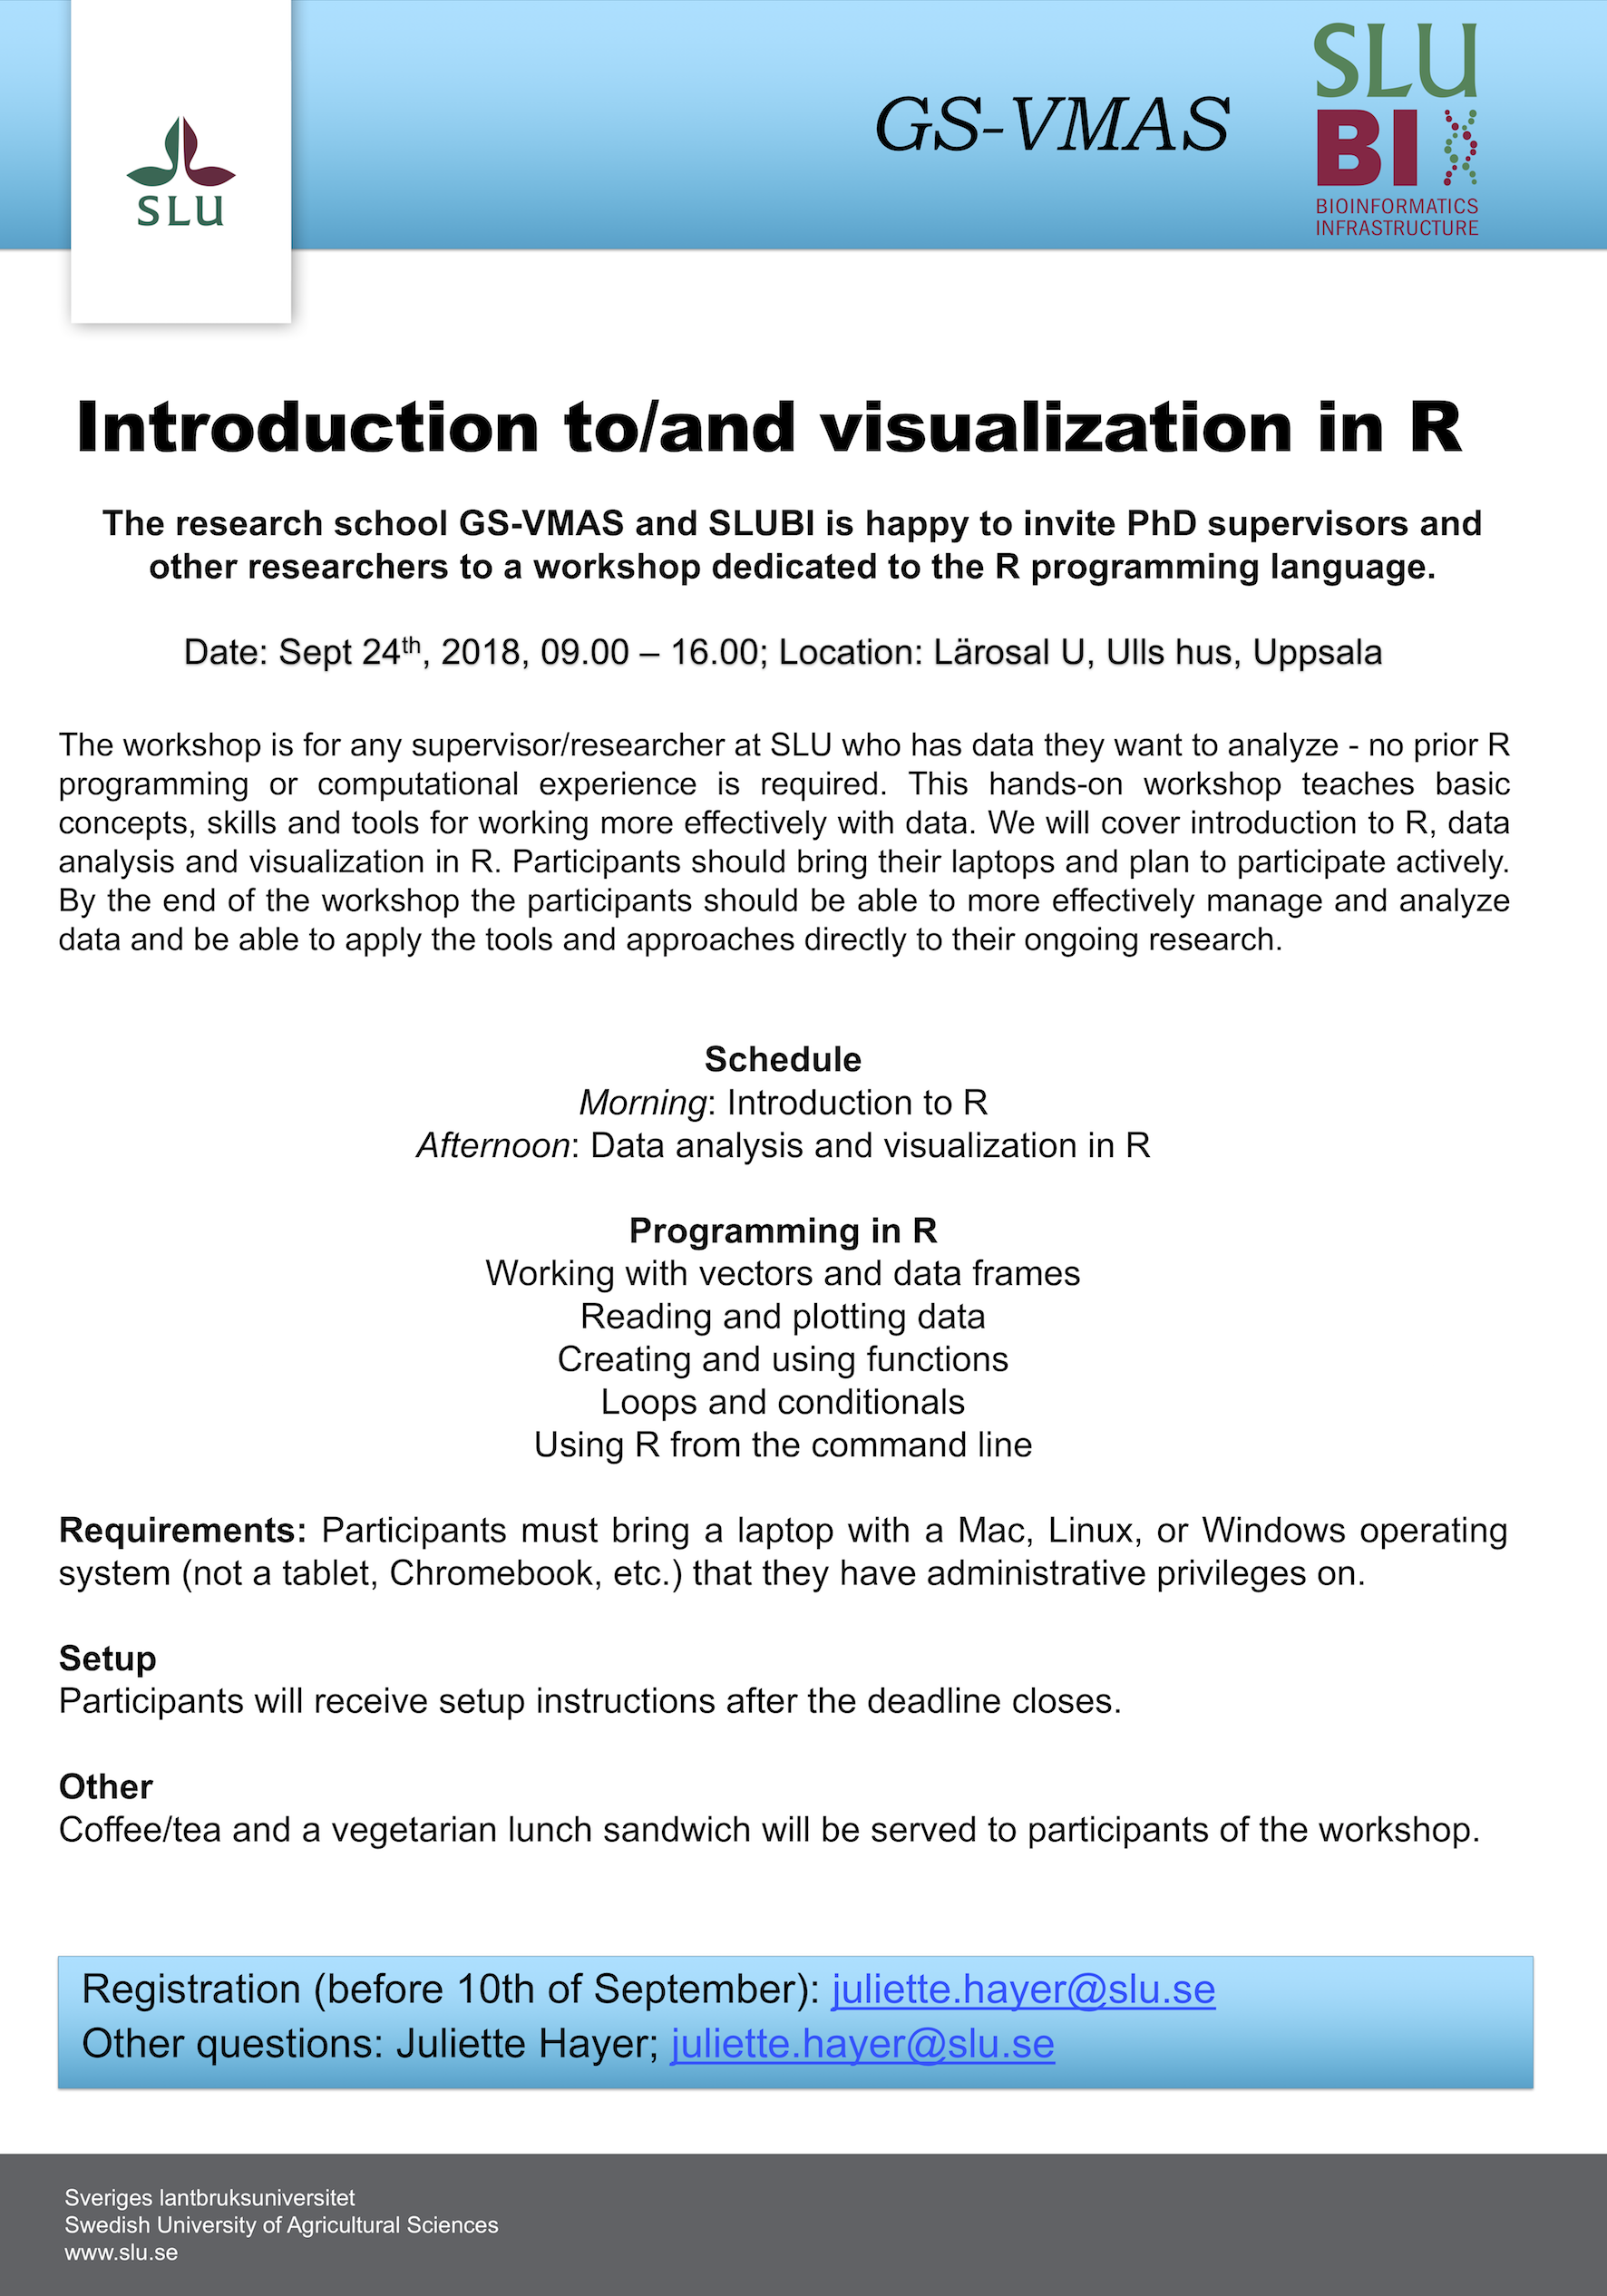 SLU
GS-VMAS
SLU
BI
BIOINFORMATICS
INFRASTRUCTURE
Introduction to/and visualization in R
The research school GS-VMAS and SLUBI is happy to invite PhD supervisors and
other researchers to a workshop dedicated to the R programming language.
Date: Sept 24th, 2018, 09.00 – 16.00; Location: Lärosal U, Ulls hus, Uppsala
The workshop is for any supervisor/researcher at SLU who has data they want to analyze - no prior R
programming or computational experience is required. This hands-on workshop teaches basic
concepts, skills and tools for working more effectively with data. We will cover introduction to R, data
analysis and visualization in R. Participants should bring their laptops and plan to participate actively.
By the end of the workshop the participants should be able to more effectively manage and analyze
data and be able to apply the tools and approaches directly to their ongoing research.
Schedule
Morning: Introduction to R
Afternoon: Data analysis and visualization in R
Programming in R
Working with vectors and data frames
Reading and plotting data
Creating and using functions
Loops and conditionals
Using R from the command line
Requirements: Participants must bring a laptop with a Mac, Linux, or Windows operating
system (not a tablet, Chromebook, etc.) that they have administrative privileges on.
Setup
Participants will receive setup instructions after the deadline closes.
Other
Coffee/tea and a vegetarian lunch sandwich will be served to participants of the workshop.
Registration (before 10th of September): juliette.hayer@slu.se
Other questions: Juliette Hayer; juliette.hayer@slu.se
Sveriges lantbruksuniversitet
Swedish University of Agricultural Sciences
www.slu.se